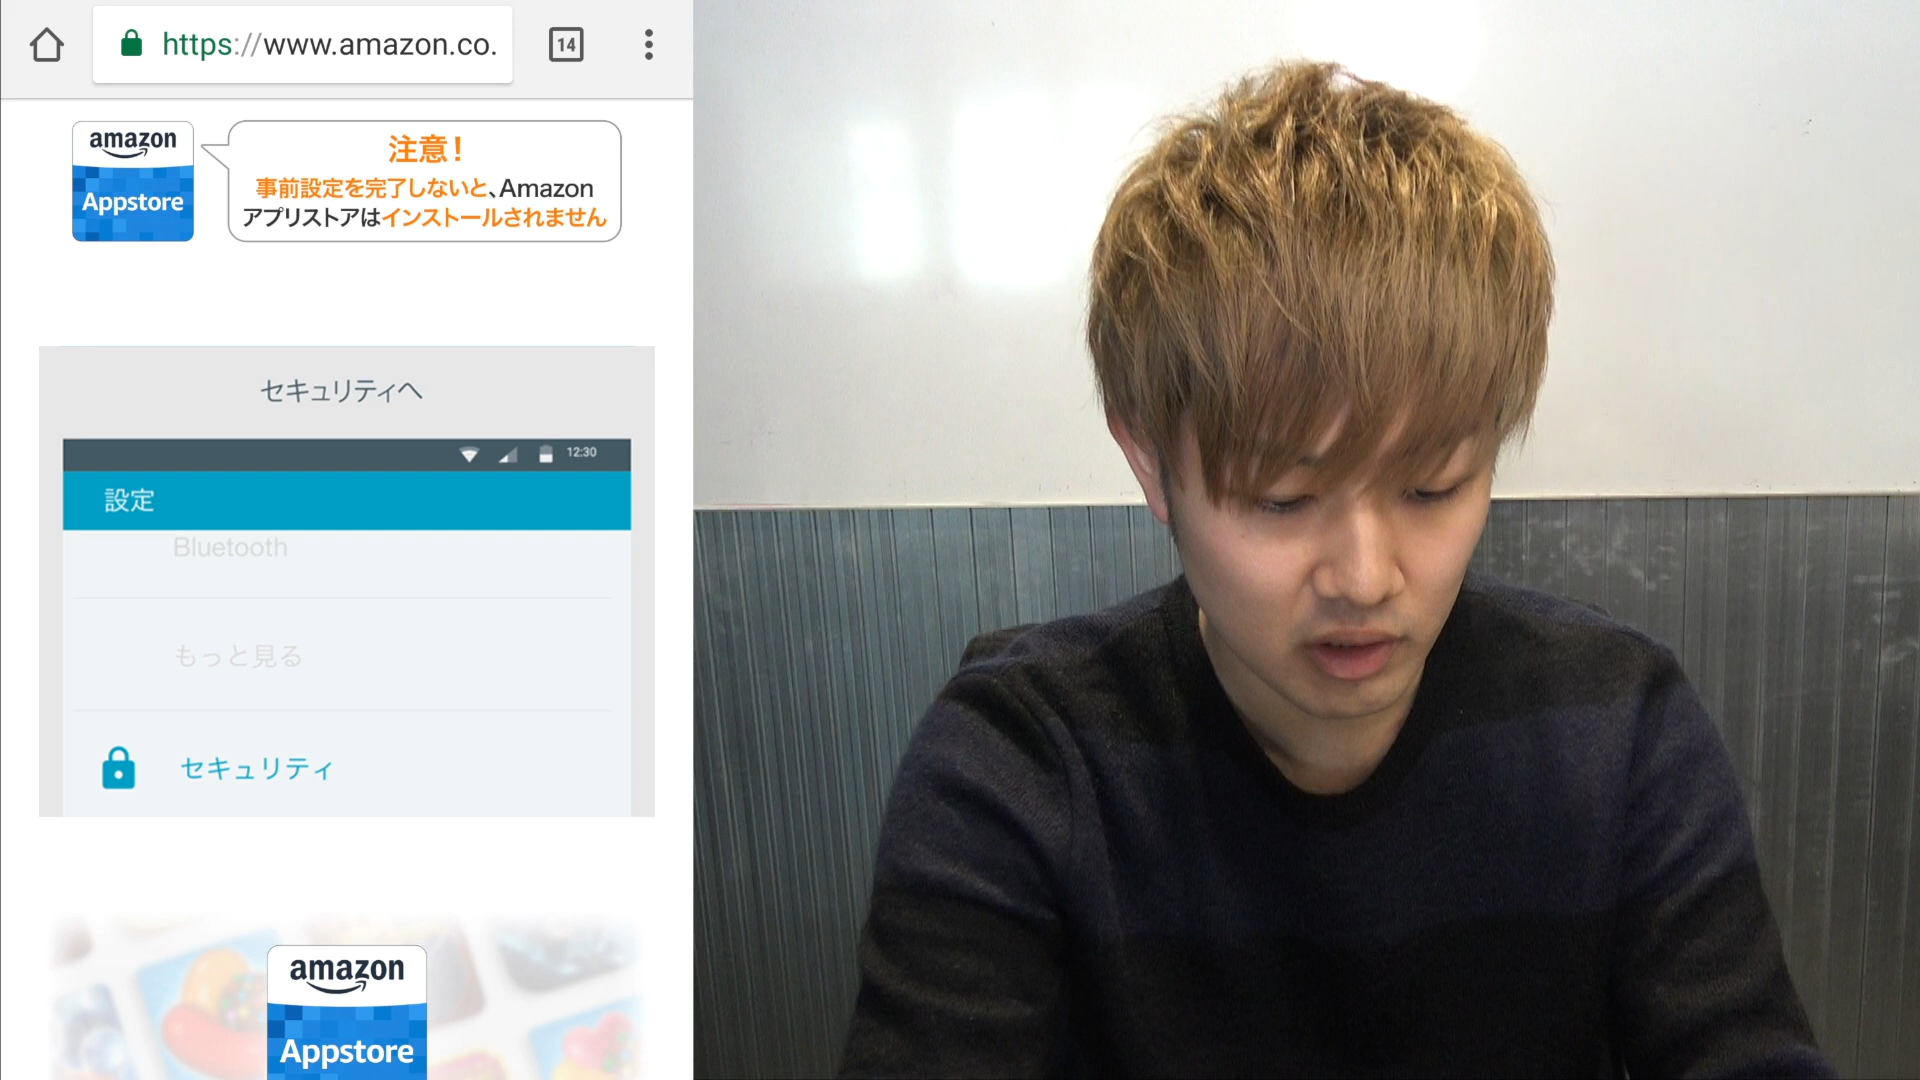 https://www.amazon.co.
14
amazon
Appstore
注意！
事前設定を完了しないと、Amazon
アプリストアはインストールされません
セキュリティへ
12:30
設定
Bluetooth
もっと見る
セキュリティ
amazon
Appstore